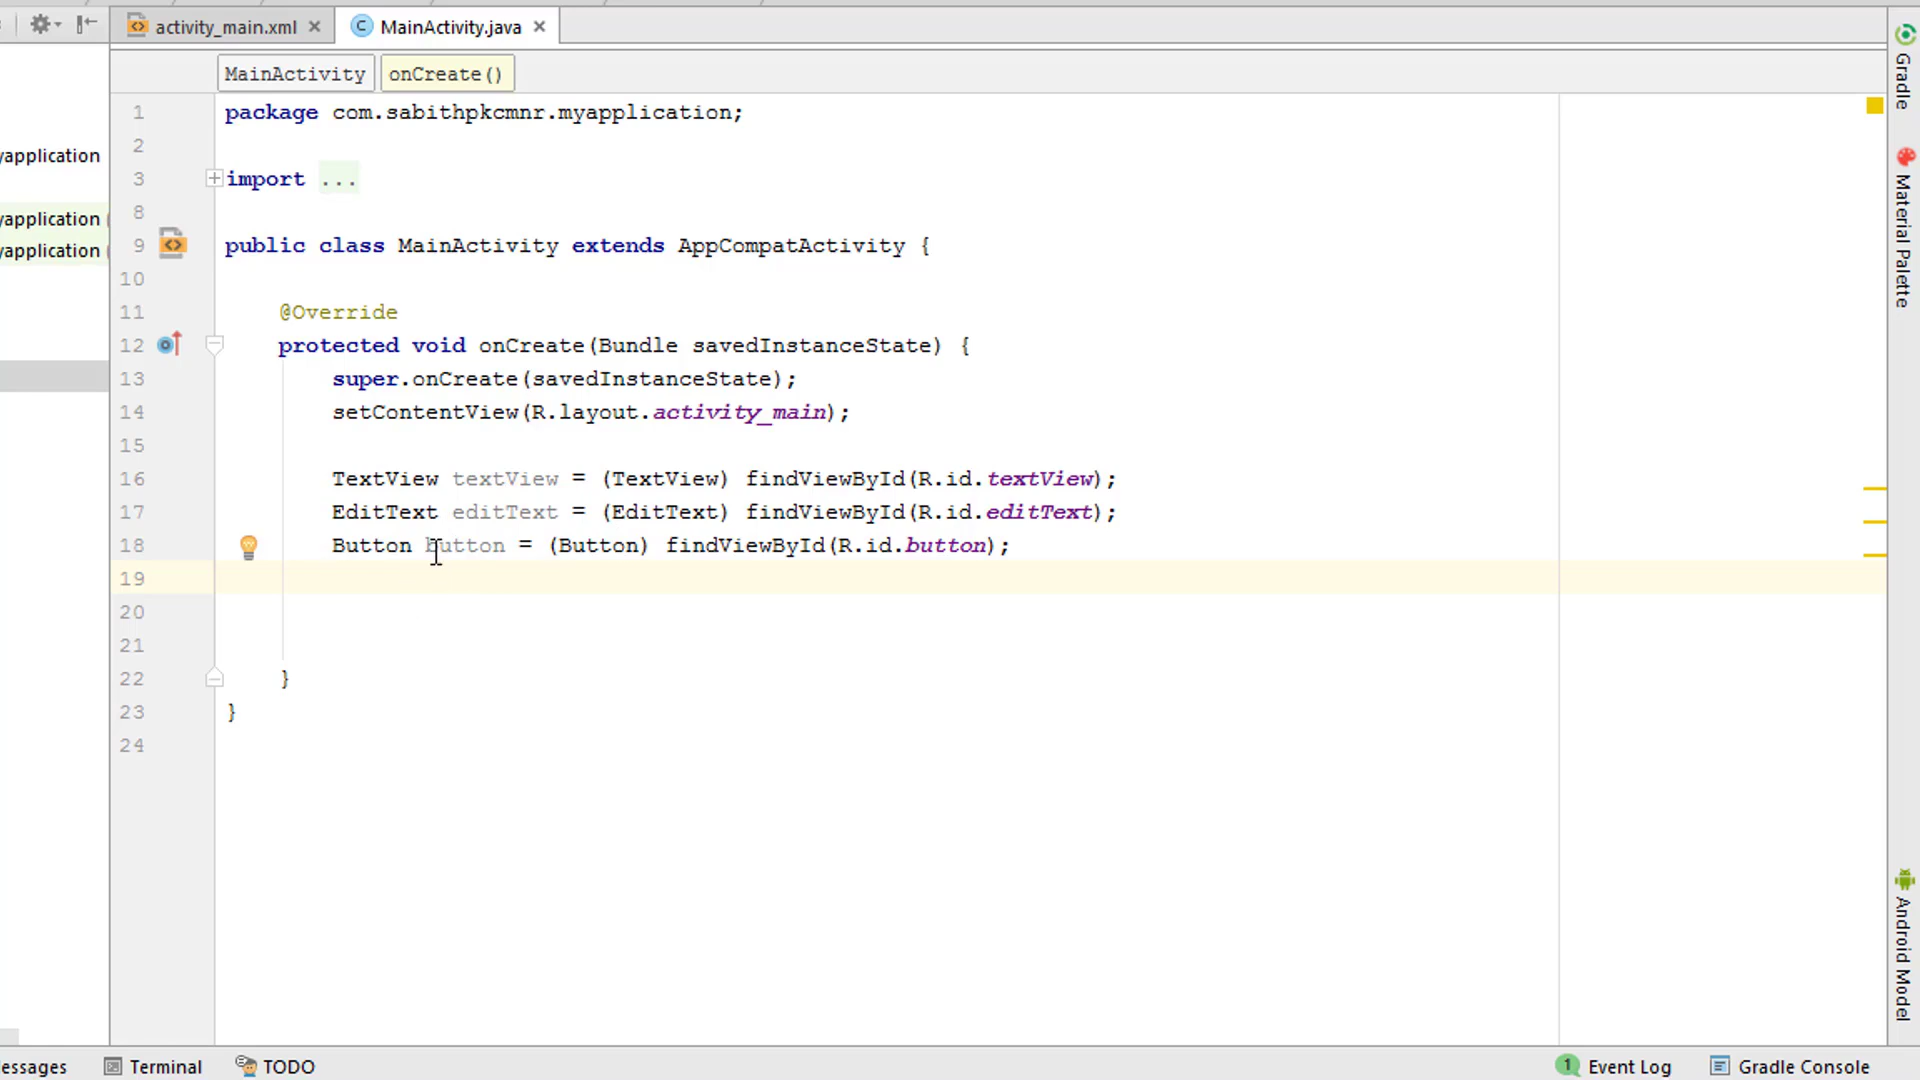 activity_main.xml
MainActivity.java
MainActivity
onCreate()
yapplication
yapplication
yapplication
1 package com.sabithpkcmnr.myapplication;
2
3 import ...
8
9 public class MainActivity extends AppCompatActivity {
10
11 @Override
12 protected void onCreate(Bundle savedInstanceState) {
13 super.onCreate(savedInstanceState);
14 setContentView(R.layout.activity_main);
15
16 TextView textView = (TextView) findViewById(R.id.textView);
17 EditText editText = (EditText) findViewById(R.id.editText);
18 Button button = (Button) findViewById(R.id.button);
19
20
21
22 }
23 }
24
Gradle
Material Palette
Android Model
essages
Terminal
TODO
1 Event Log
Gradle Console